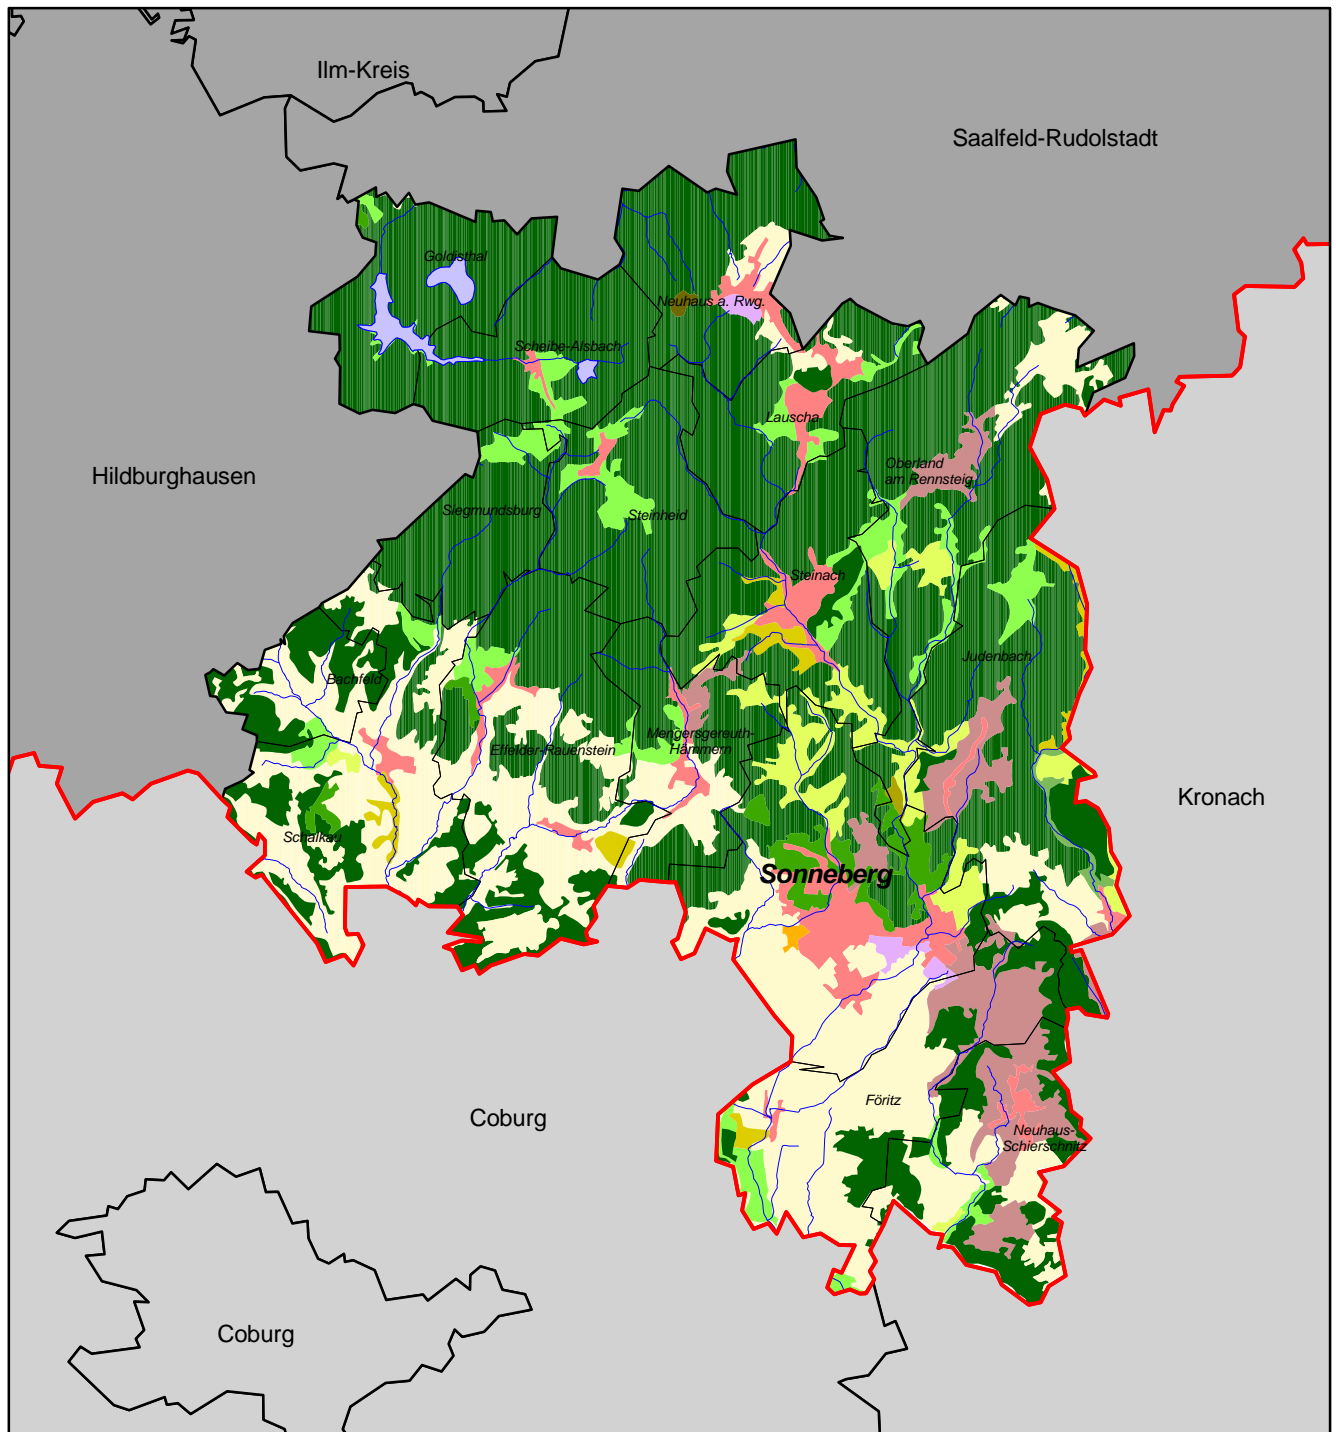 Ilm-Kreis
Saalfeld-Rudolstadt
Goldisthal
Neuhaus a. Rwg.
Scheibe-Alsbach
Lauscha
Hildburghausen
Oberland
am Rennsteig
Siegmundsburg
Steinheid
Steinach
Judenbach
Bachfeld
Mengersgereuth-
Hämmern
Effelder-Rauenstein
Kronach
Schalkau
Sonneberg
Föritz
Coburg
Neuhaus-
Schierschnitz
Coburg